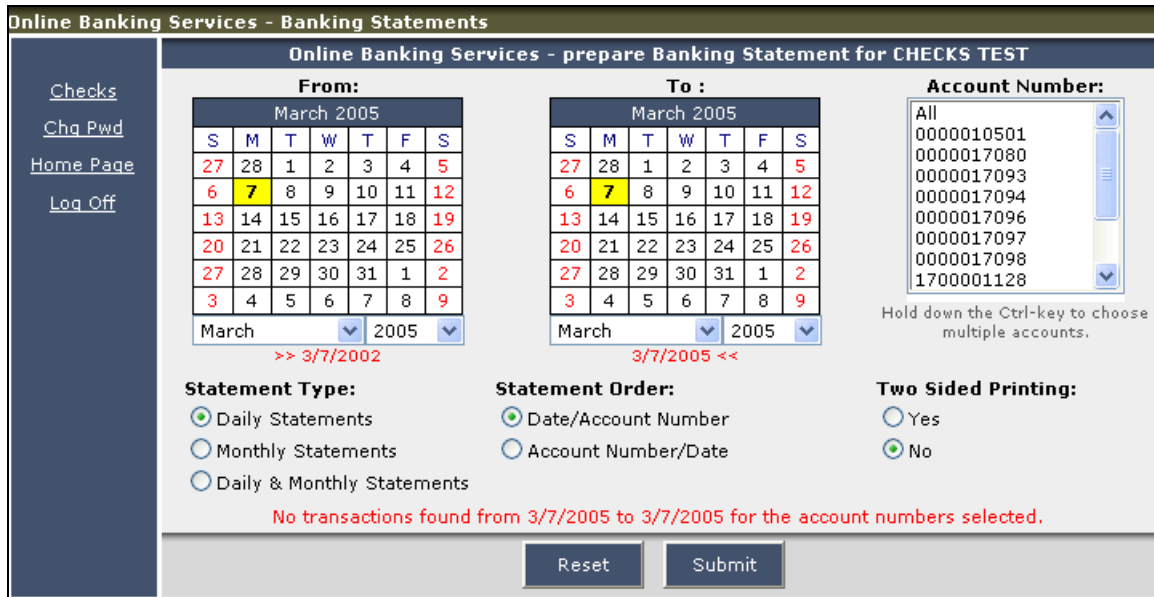 Online Banking Services - Banking Statements
Online Banking Services - prepare Banking Statement for CHECKS TEST
Checks
Chg Pwd
Home Page
Log Off
From:
March 2005
S M T W T F S
27 28 1 2 3 4 5
6 7 8 9 10 11 12
13 14 15 16 17 18 19
20 21 22 23 24 25 26
27 28 29 30 31 1 2
3 4 5 6 7 8 9
March 2005
>> 3/7/2002
To :
March 2005
S M T W T F S
27 28 1 2 3 4 5
6 7 8 9 10 11 12
13 14 15 16 17 18 19
20 21 22 23 24 25 26
27 28 29 30 31 1 2
3 4 5 6 7 8 9
March 2005
3/7/2005 <<
Account Number:
All
0000010501
0000017080
0000017093
0000017094
0000017096
0000017097
0000017098
1700001128
Hold down the Ctrl-key to choose
multiple accounts.
Statement Type:
Daily Statements
Monthly Statements
Daily & Monthly Statements
Statement Order:
Date/Account Number
Account Number/Date
Two Sided Printing:
Yes
No
No transactions found from 3/7/2005 to 3/7/2005 for the account numbers selected.
Reset
Submit